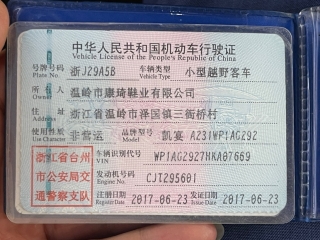 中华人民共和国机动车行驶证
Vehicle License of the People's Republic of China
号牌号码 浙J29A5B 车辆类型 小型越野客车
Plate No. Vehicle Type
所有人 温岭市康琦鞋业有限公司
Owner
住址 浙江省温岭市泽国镇三衙桥村
Address
使用性质 非营运 品牌型号 凯宴 A231WP1AG292
Use Character Model
浙江省台州 车辆识别代号 WP1AG2927HKA07669
VIN
市公安局交 发动机号码 CJT295601
Engine No.
通警察支队 注册日期 2017-06-23 发证日期 2017-06-23
Register Date Issue Date